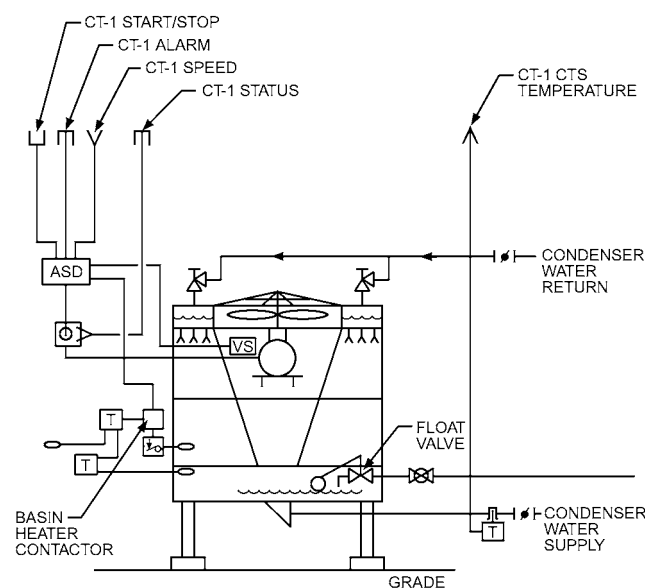 CT-1 START/STOP
CT-1 ALARM
CT-1 SPEED
CT-1 STATUS
CT-1 CTS
TEMPERATURE
ASD
CONDENSER
WATER
RETURN
VS
T
T
FLOAT
VALVE
BASIN
HEATER
CONTACTOR
CONDENSER
WATER
SUPPLY
T
GRADE